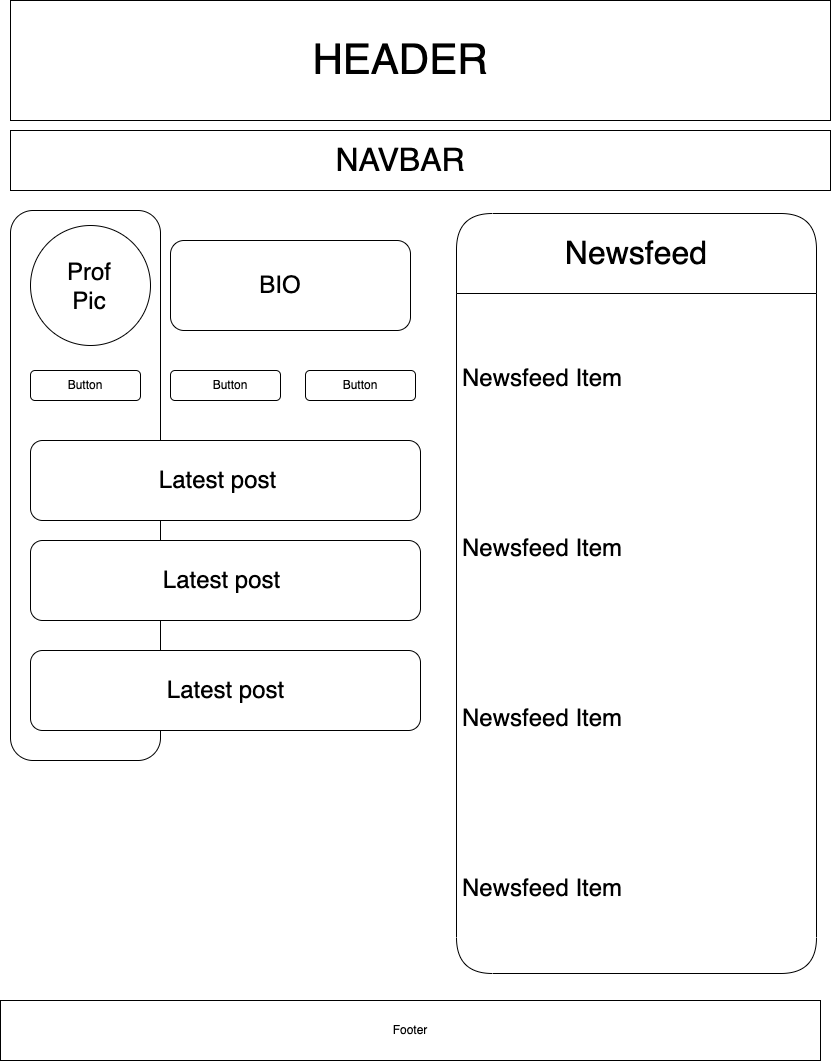 HEADER
NAVBAR
Prof
Pic
BIO
Button
Button
Button
Latest post
Latest post
Latest post
Newsfeed
Newsfeed Item
Newsfeed Item
Newsfeed Item
Newsfeed Item
Footer